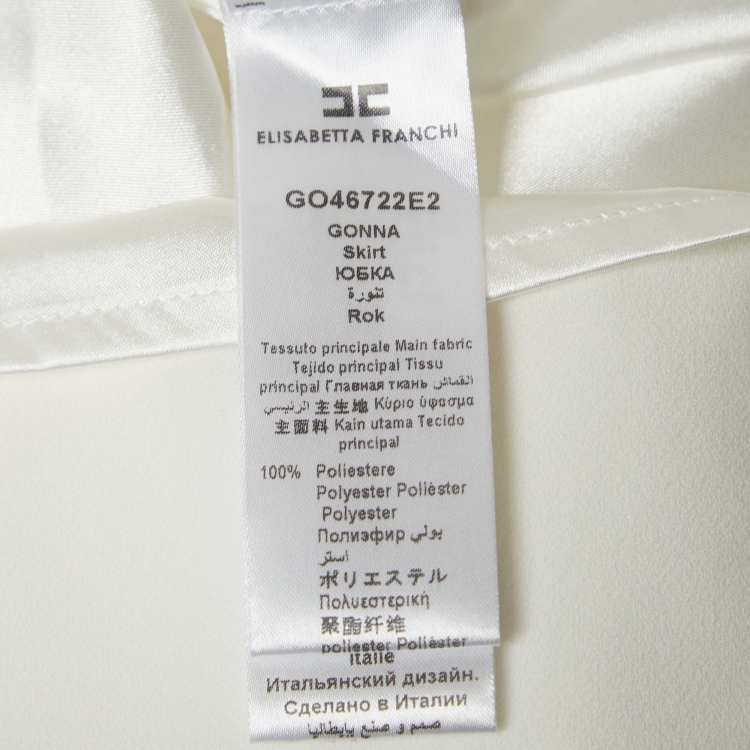 ELISABETTA FRANCHI
GO46722E2
GONNA
Skirt
ЮБКА
تنورة
Rok
Tessuto principale Main fabric
Tejido principal Tissu
principal Главная ткань القماش
الرئيسي 主生地 Κύριο ύφασμα
主面料 Kain utama Tecido
principal
100% Poliestere
Polyester Poliéster
Polyester
Полиэфир بولي
استر
ポリエステル
Πολυεστερική
聚酯纤维
poliester Poliéster
Italie
Итальянский дизайн.
Сделано в Италии
صمم و صنع بإيطاليا